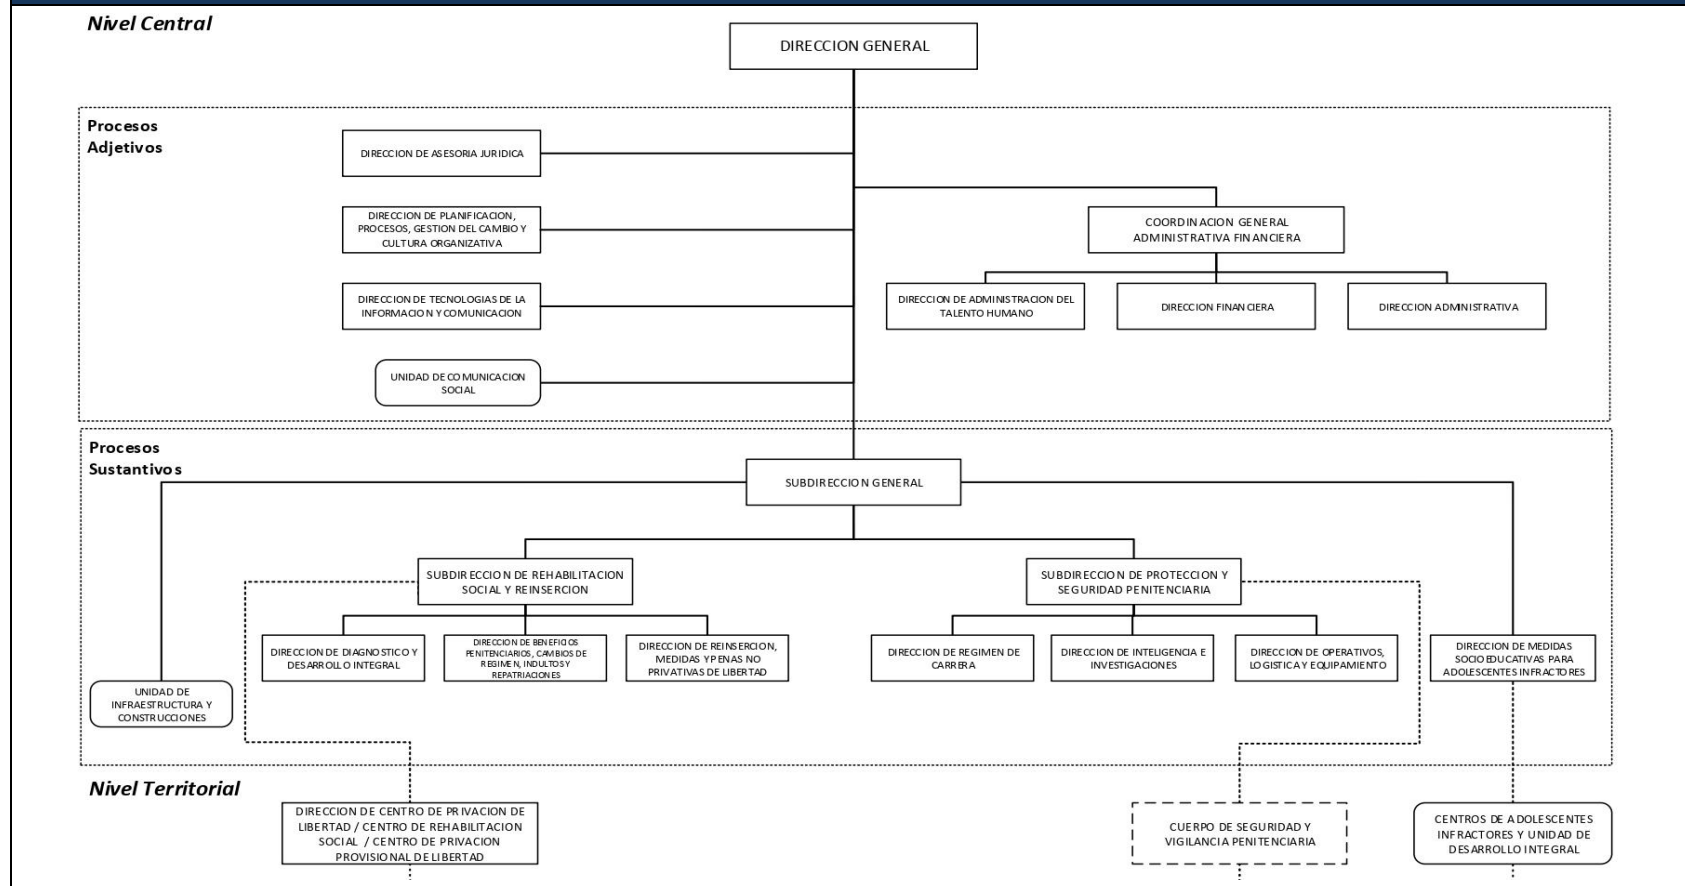 Nivel Central
DIRECCION GENERAL
Procesos
Adjetivos
DIRECCION DE ASESORIA JURIDICA
DIRECCION DE PLANIFICACION,
PROCESOS, GESTION DEL CAMBIO Y
CULTURA ORGANIZATIVA
COORDINACION GENERAL
ADMINISTRATIVA FINANCIERA
DIRECCION DE TECNOLOGIAS DE LA
INFORMACION Y COMUNICACION
DIRECCION DE ADMINISTRACION DEL
TALENTO HUMANO
DIRECCION FINANCIERA
DIRECCION ADMINISTRATIVA
UNIDAD DE COMUNICACION
SOCIAL
Procesos
Sustantivos
SUBDIRECCION GENERAL
SUBDIRECCION DE REHABILITACION
SOCIAL Y REINSERCION
SUBDIRECCION DE PROTECCION Y
SEGURIDAD PENITENCIARIA
DIRECCION DE DIAGNOSTICO Y
DESARROLLO INTEGRAL
DIRECCION DE BENEFICIOS
PENITENCIARIOS, CAMBIOS DE
REGIMEN, INDULTOS Y
REPATRIACIONES
DIRECCION DE REINSERCION,
MEDIDAS Y PENAS NO
PRIVATIVAS DE LIBERTAD
DIRECCION DE REGIMEN DE
CARRERA
DIRECCION DE INTELIGENCIA E
INVESTIGACIONES
DIRECCION DE OPERATIVOS,
LOGISTICA Y EQUIPAMIENTO
DIRECCION DE MEDIDAS
SOCIOEDUCATIVAS PARA
ADOLESCENTES INFRACTORES
UNIDAD DE
INFRAESTRUCTURA Y
CONSTRUCCIONES
Nivel Territorial
DIRECCION DE CENTRO DE PRIVACION DE
LIBERTAD / CENTRO DE REHABILITACION
SOCIAL / CENTRO DE PRIVACION
PROVISIONAL DE LIBERTAD
CUERPO DE SEGURIDAD Y
VIGILANCIA PENITENCIARIA
CENTROS DE ADOLESCENTES
INFRACTORES Y UNIDAD DE
DESARROLLO INTEGRAL